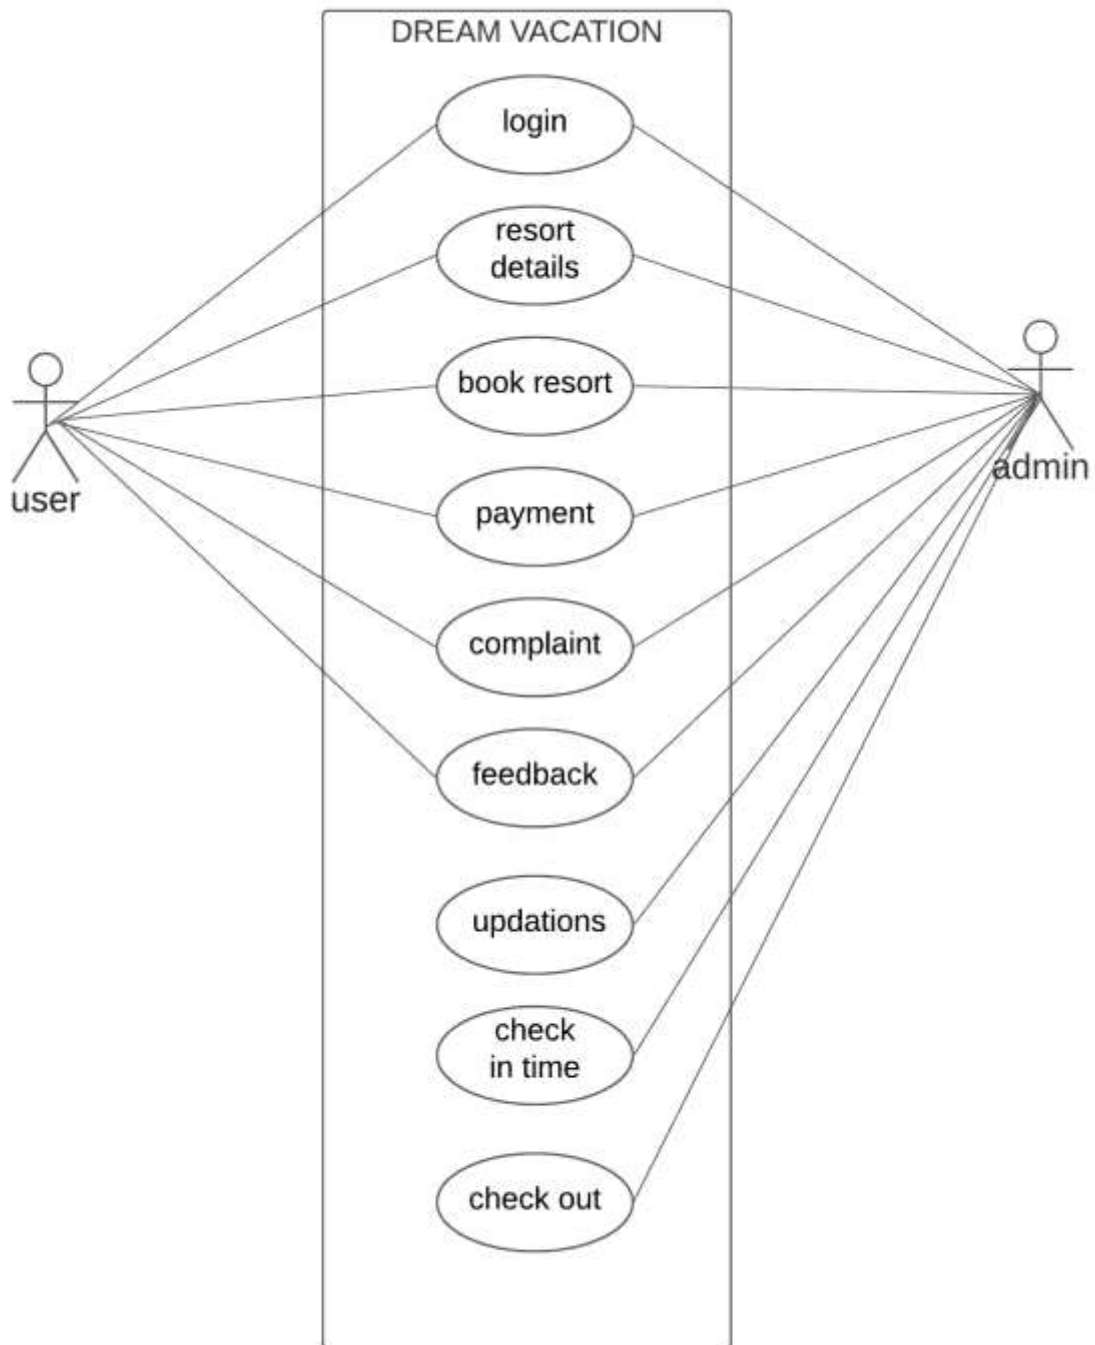 DREAM VACATION
login
resort
details
book resort
user
admin
payment
complaint
feedback
updations
check
in time
check out